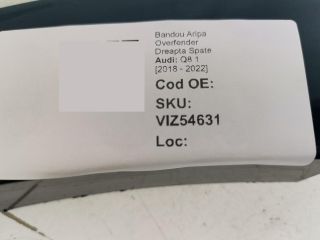 Bandou Aripa
Overfender
Dreapta Spate
Audi: Q8 1
[2018 - 2022]
Cod OE:
SKU:
VIZ54631
Loc: